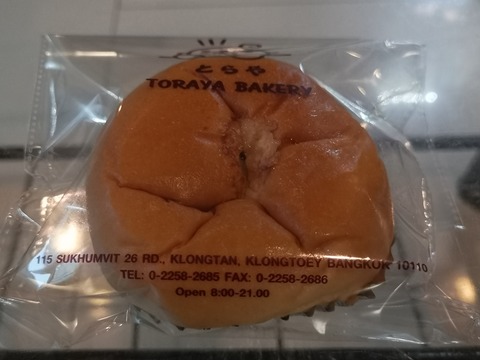 とらや
TORAYA BAKERY
115 SUKHUMVIT 26 RD., KLONGTAN, KLONGTOEY BANGKOK 10110
TEL: 0-2258-2685 FAX: 0-2258-2686
Open 8:00-21.00